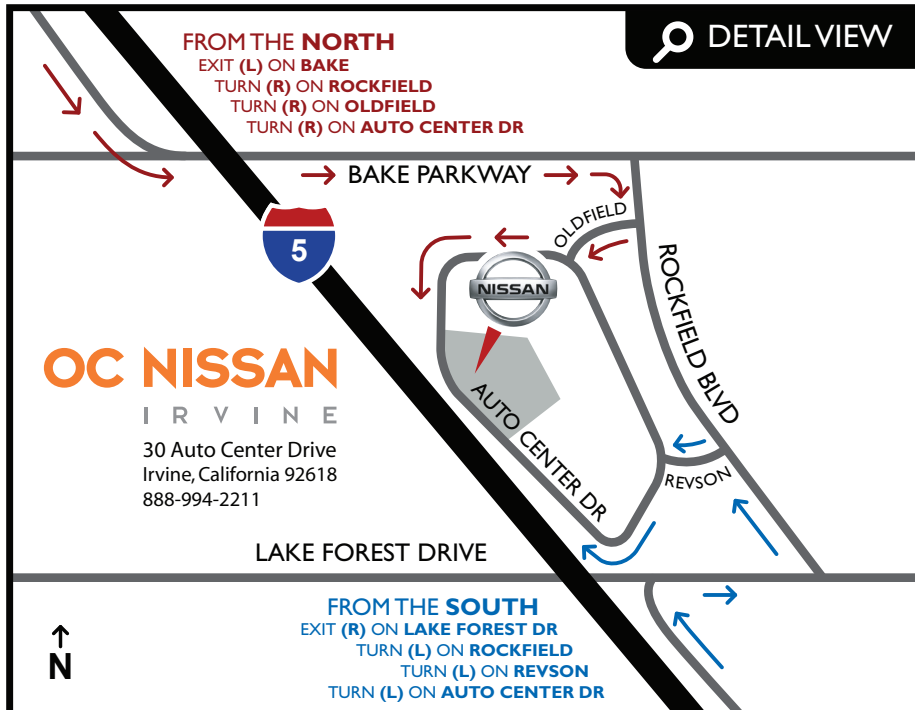 DETAIL VIEW
FROM THE NORTH
EXIT (L) ON BAKE
TURN (R) ON ROCKFIELD
TURN (R) ON OLDFIELD
TURN (R) ON AUTO CENTER DR
BAKE PARKWAY
OLDFIELD
5
NISSAN
ROCKFIELD BLVD
OC NISSAN
IRVINE
30 Auto Center Drive
Irvine, California 92618
888-994-2211
AUTO CENTER DR
REVSON
LAKE FOREST DRIVE
FROM THE SOUTH
EXIT (R) ON LAKE FOREST DR
TURN (L) ON ROCKFIELD
TURN (L) ON REVSON
TURN (L) ON AUTO CENTER DR
N